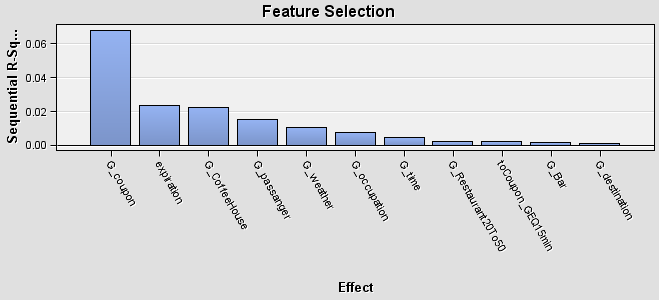 Feature Selection
Sequential R-Sq...
0.06
0.04
0.02
0.00
G_coupon
expiration
G_CoffeeHouse
G_passanger
G_Weather
G_occupation
G_time
G_Restaurant20To50
toCoupon_GEQ15min
G_Bar
G_destination
Effect